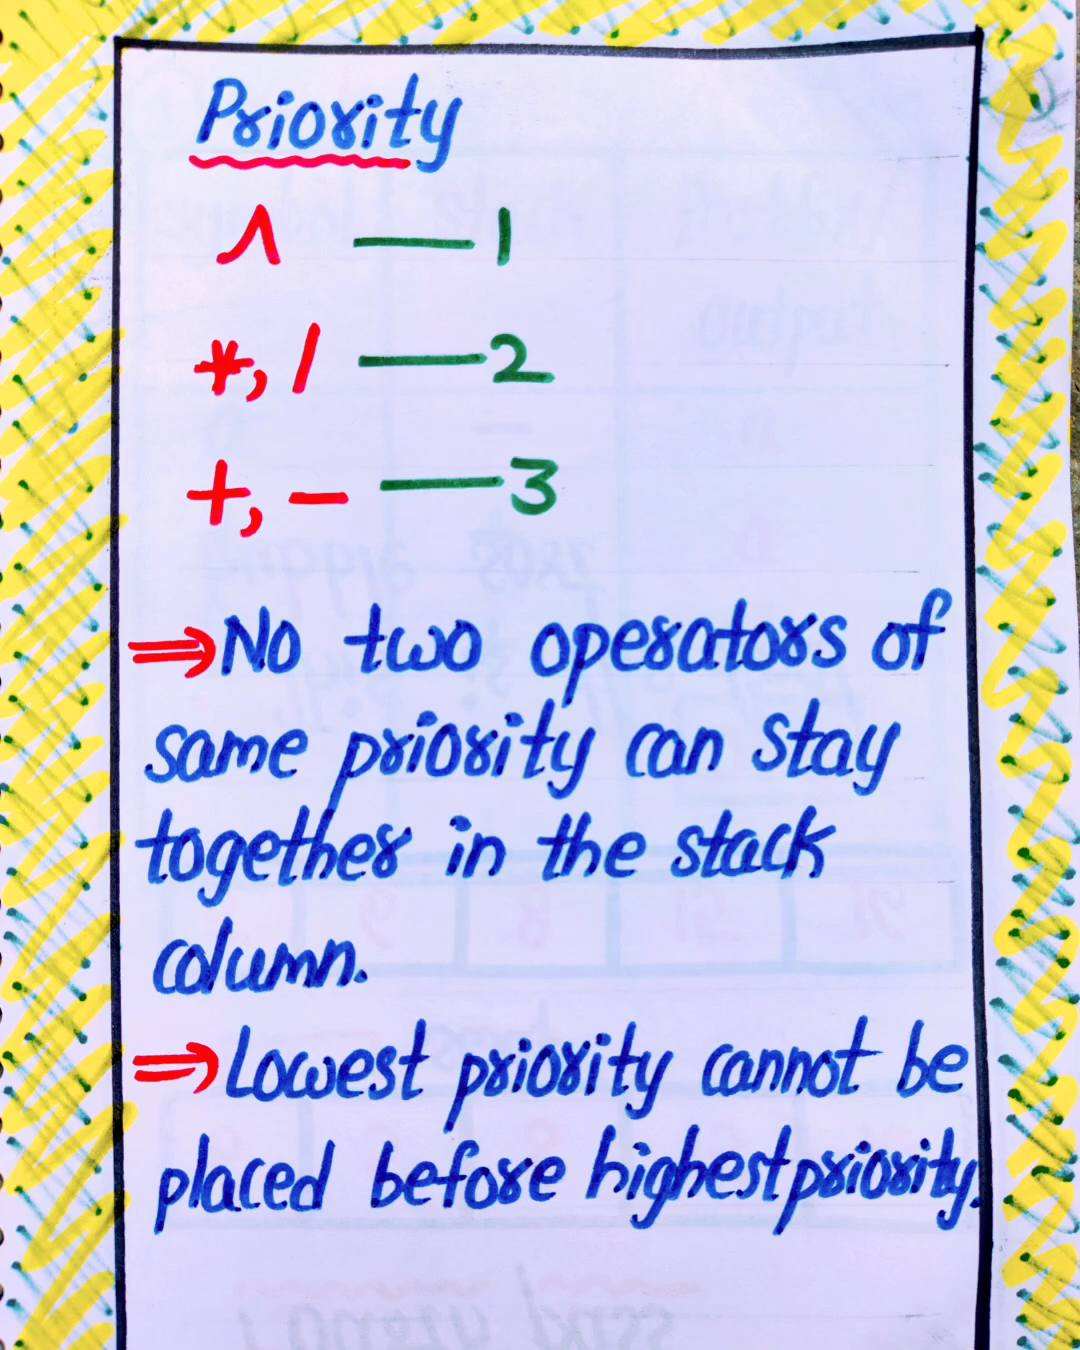 Priority
^ — 1
*, / — 2
+, - — 3
⇒ No two operators of
same priority can stay
together in the stack
column.
⇒ Lowest priority cannot be
placed before highest priority.